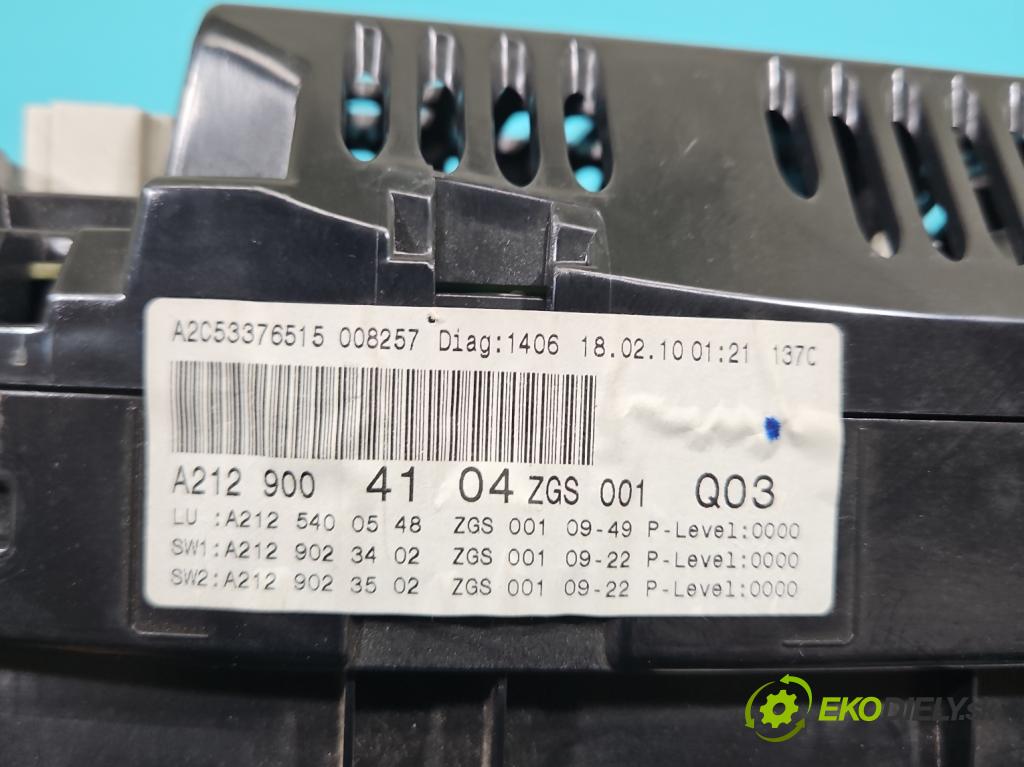 A2C53376515 008257 Diag:1406 18.02.10 01:21 137C
A212 900 41 04 ZGS 001 Q03
LU :A212 540 05 48 ZGS 001 09-49 P-Level:0000
SW1:A212 902 34 02 ZGS 001 09-22 P-Level:0000
SW2:A212 902 35 02 ZGS 001 09-22 P-Level:0000
EKODIELY.SK